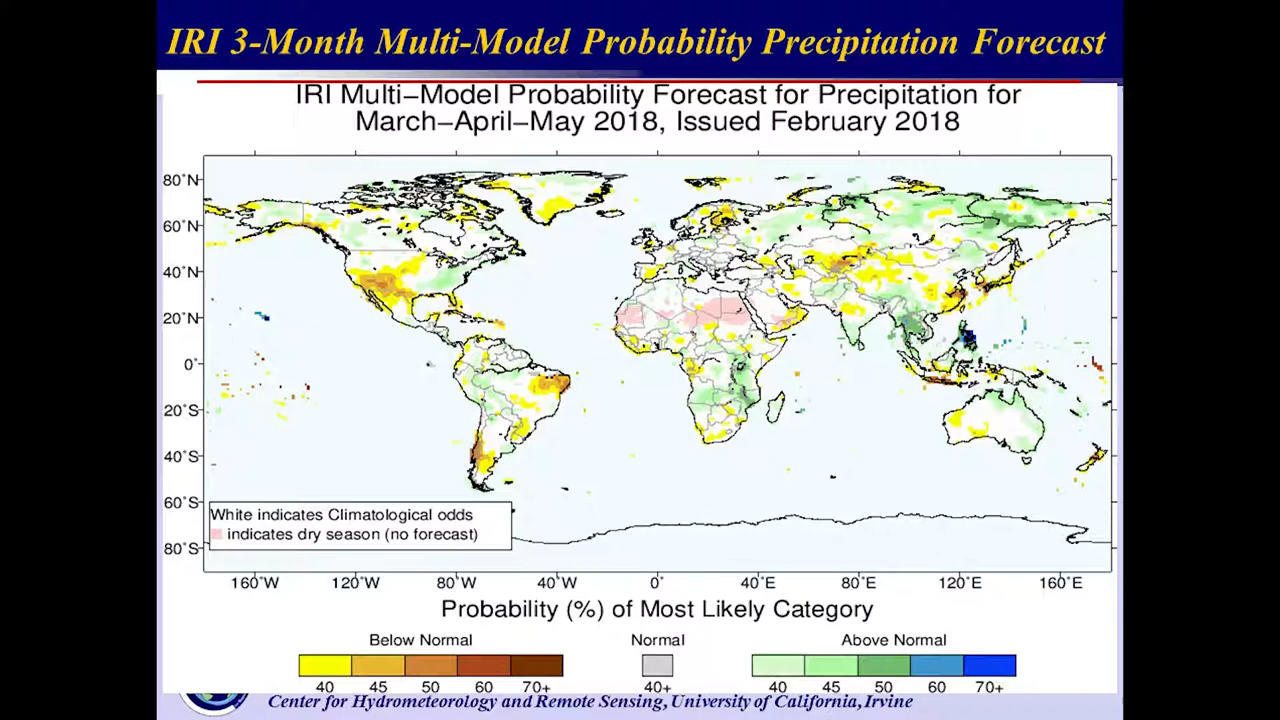 IRI 3-Month Multi-Model Probability Precipitation Forecast
IRI Multi–Model Probability Forecast for Precipitation for
March–April–May 2018, Issued February 2018
80˚N
60˚N
40˚N
20˚N
0˚
20˚S
40˚S
60˚S
80˚S
White indicates Climatological odds
indicates dry season (no forecast)
160˚W 120˚W 80˚W 40˚W 0˚ 40˚E 80˚E 120˚E 160˚E
Probability (%) of Most Likely Category
Below Normal Normal Above Normal
40 45 50 60 70+ 40+ 40 45 50 60 70+
Center for Hydrometeorology and Remote Sensing, University of California, Irvine